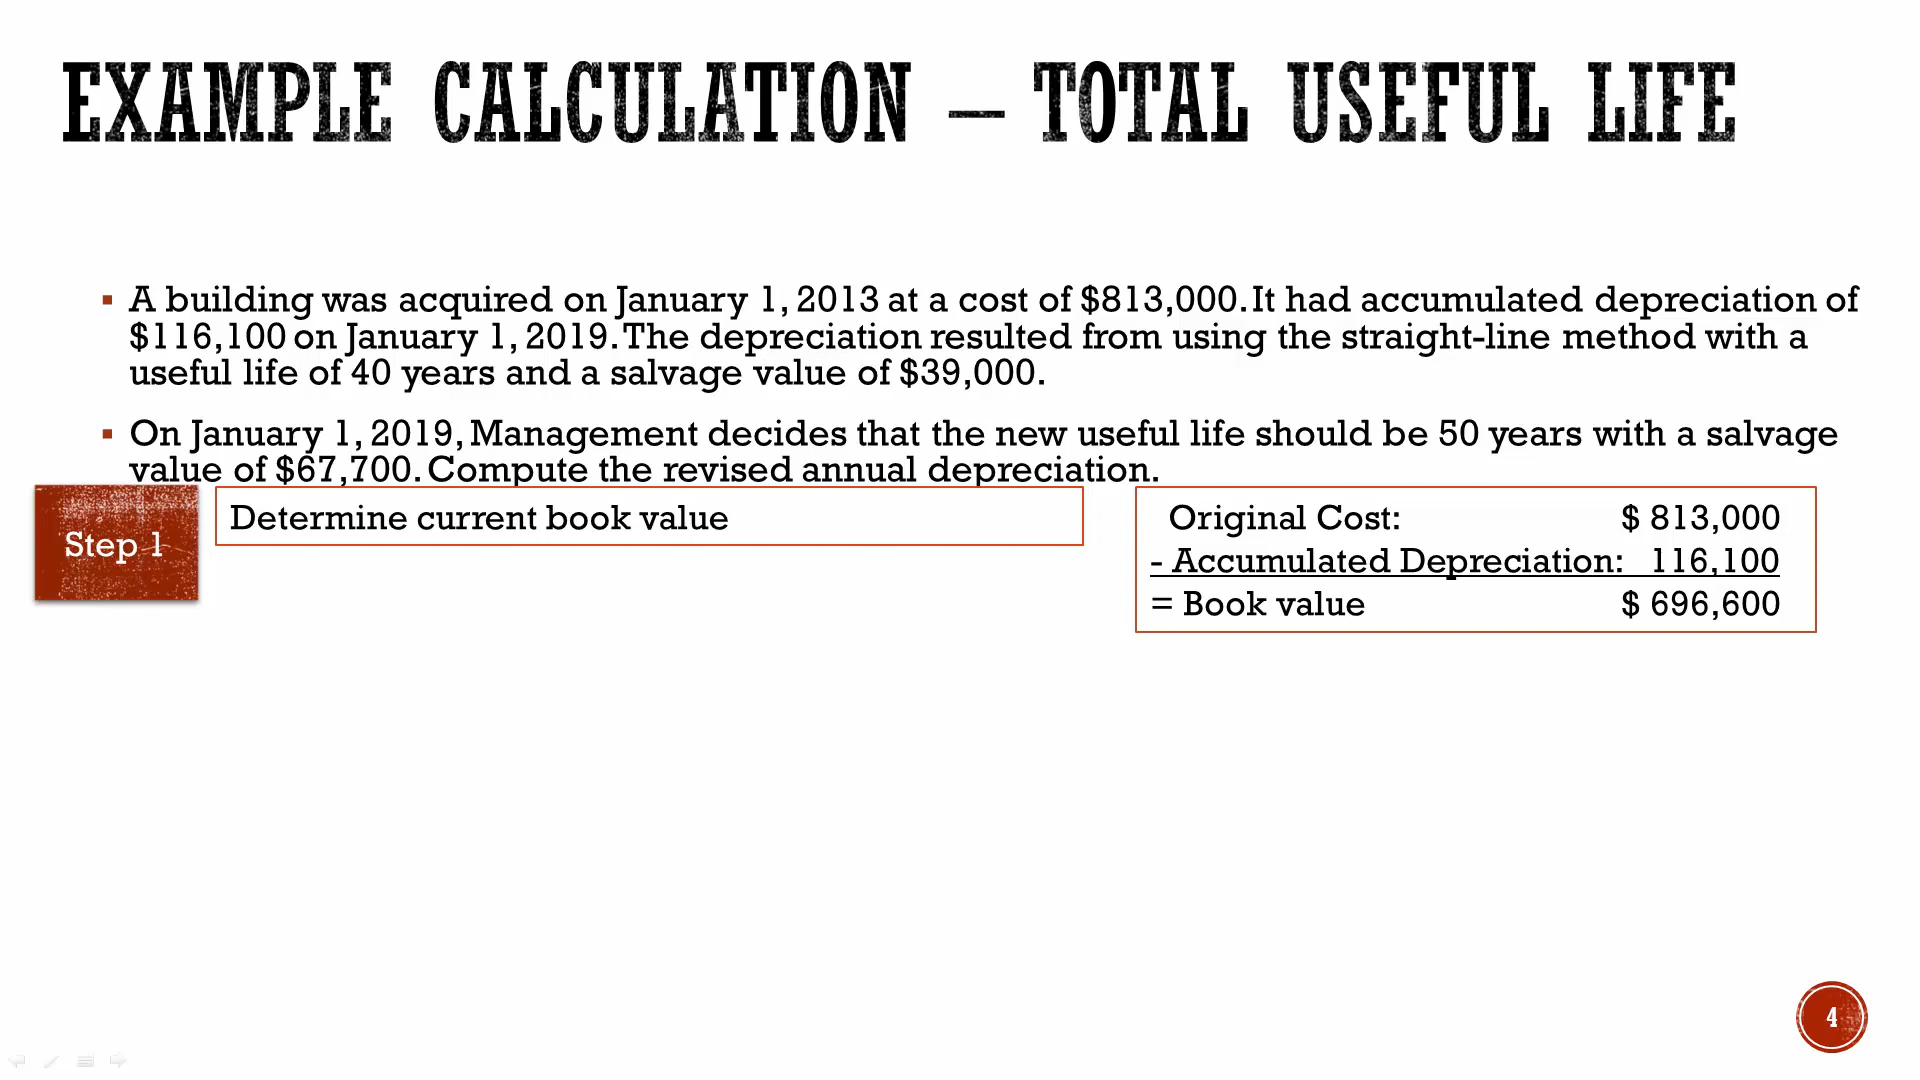 EXAMPLE CALCULATION – TOTAL USEFUL LIFE
▪ A building was acquired on January 1, 2013 at a cost of $813,000. It had accumulated depreciation of
$116,100 on January 1, 2019. The depreciation resulted from using the straight-line method with a
useful life of 40 years and a salvage value of $39,000.
▪ On January 1, 2019, Management decides that the new useful life should be 50 years with a salvage
value of $67,700. Compute the revised annual depreciation.
Step 1
Determine current book value
Original Cost: $ 813,000
- Accumulated Depreciation: 116,100
= Book value $ 696,600
4